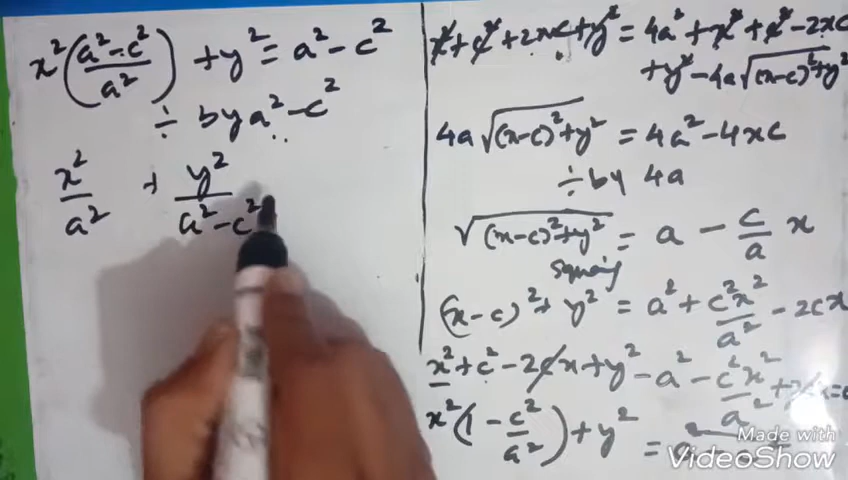 x²(a²-c²/a²) + y² = a² - c²
÷ by a² - c²
x²/a² + y²/a²-c²
x² + c² + 2xc + y² = 4a² + x² + c² - 2xc
+ y² - 4a√(x-c)²+y²
4a√(x-c)²+y² = 4a² - 4xc
÷ by 4a
√(x-c)²+y² = a - c/a x
squaring
(x-c)² + y² = a² + c²x²/a² - 2cx
x² + c² - 2cx + y² - a² - c²x²/a² +
x²(1 - c²/a²) + y² =
Made with
VideoShow